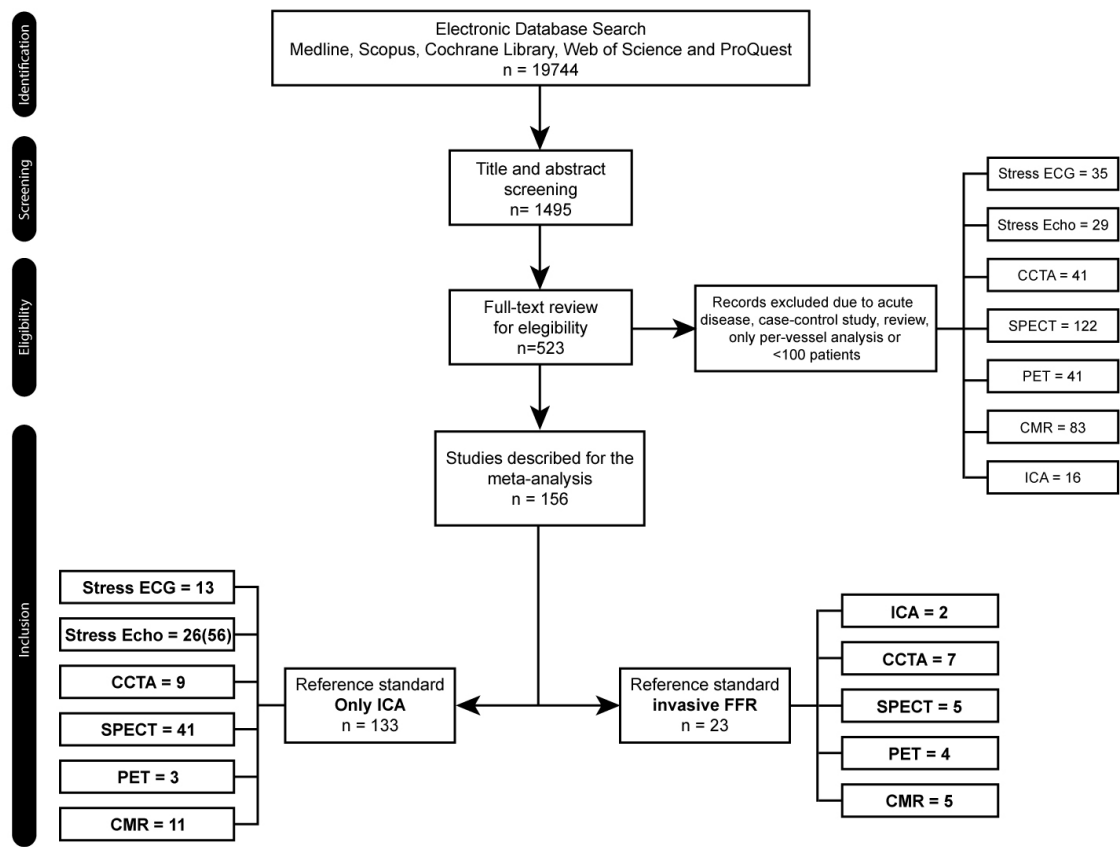 Identification
Electronic Database Search
Medline, Scopus, Cochrane Library, Web of Science and ProQuest
n = 19744
Screening
Title and abstract
screening
n= 1495
Eligibility
Full-text review
for elegibility
n=523
Records excluded due to acute
disease, case-control study, review,
only per-vessel analysis or
<100 patients
Stress ECG = 35
Stress Echo = 29
CCTA = 41
SPECT = 122
PET = 41
CMR = 83
ICA = 16
Inclusion
Studies described for the
meta-analysis
n = 156
Reference standard
Only ICA
n = 133
Stress ECG = 13
Stress Echo = 26(56)
CCTA = 9
SPECT = 41
PET = 3
CMR = 11
Reference standard
invasive FFR
n = 23
ICA = 2
CCTA = 7
SPECT = 5
PET = 4
CMR = 5